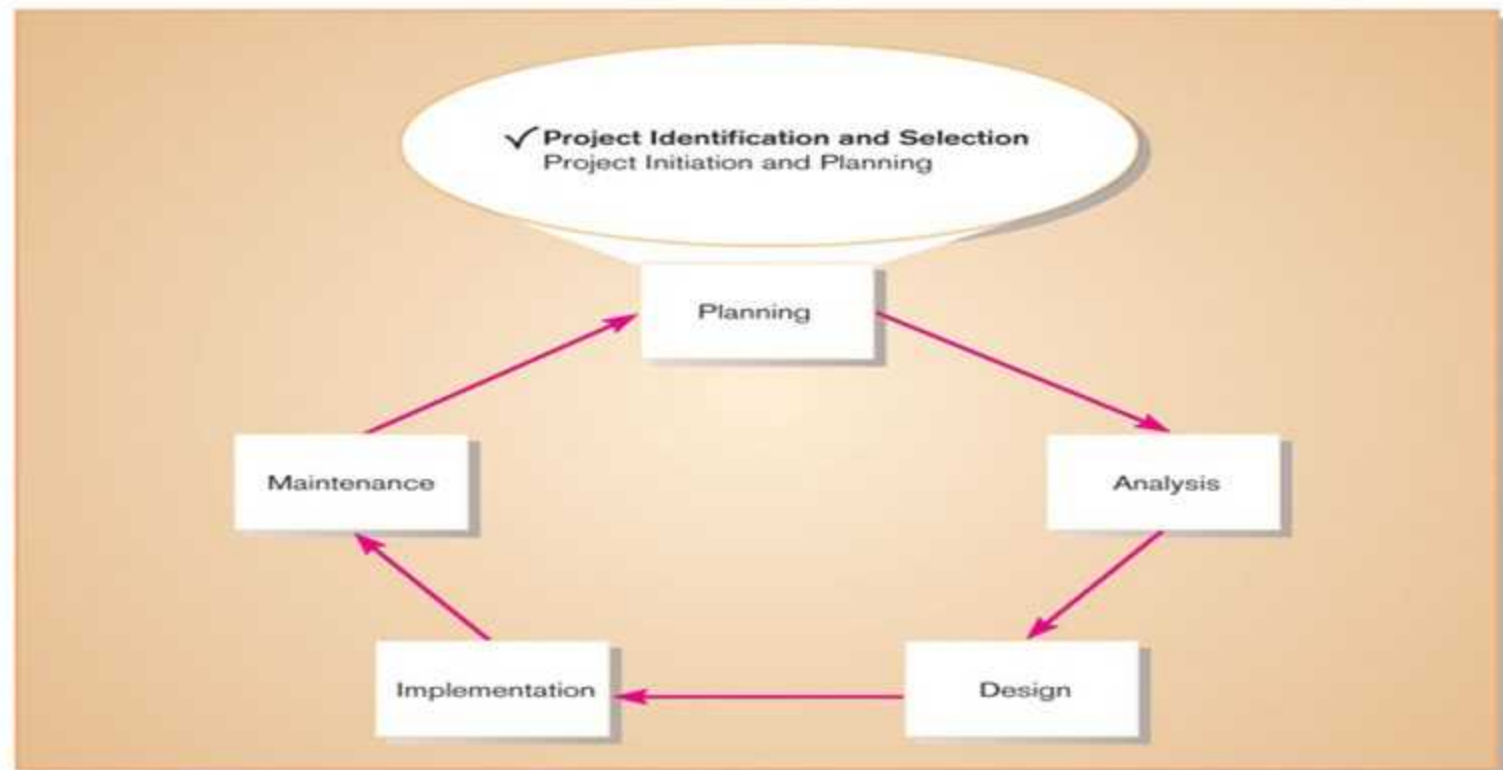 ✓ Project Identification and Selection
Project Initiation and Planning
Planning
Maintenance
Analysis
Implementation
Design